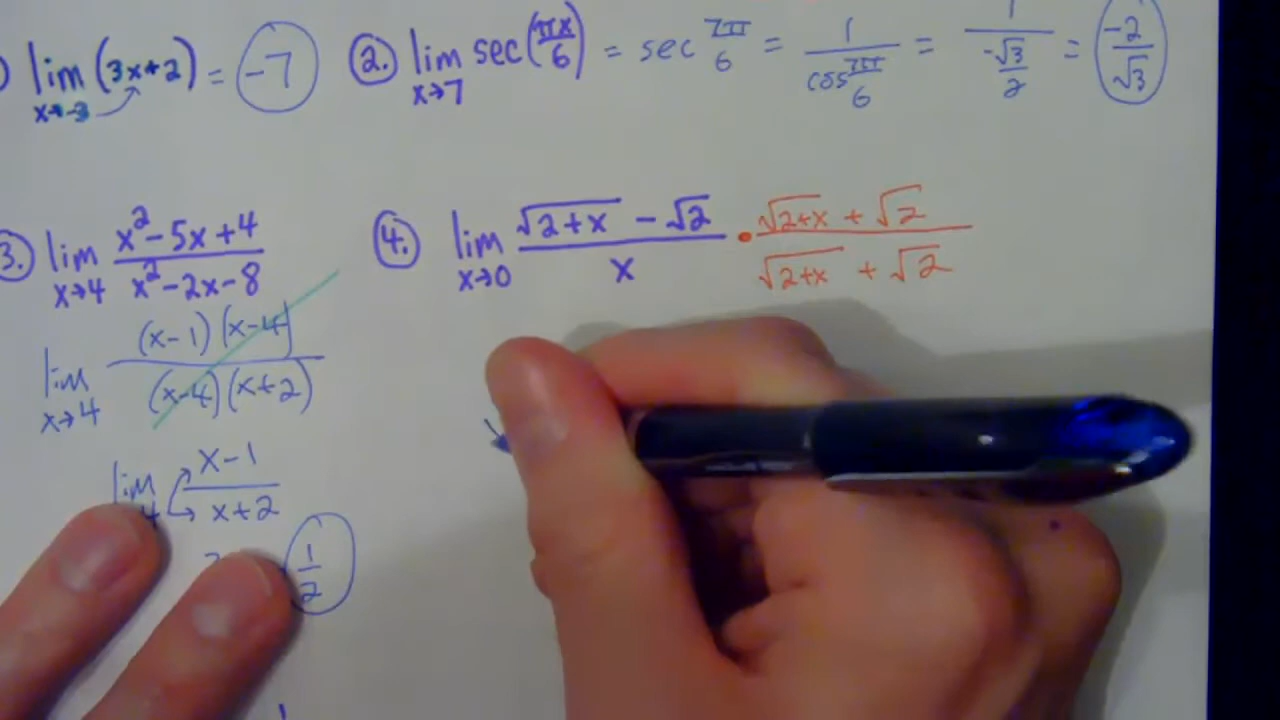 ) lim x→-3 (3x+2) = -7
2. lim x→7 sec(πx/6) = sec 7π/6 = 1/cos 7π/6 = 1/(-√3/2) = -2/√3
3. lim x→4 (x²-5x+4)/(x²-2x-8)
lim x→4 (x-1)(x-4)/(x-4)(x+2)
lim 4 (x-1)/(x+2)
1/2
4. lim x→0 (√2+x - √2)/x · (√2+x + √2)/(√2+x + √2)